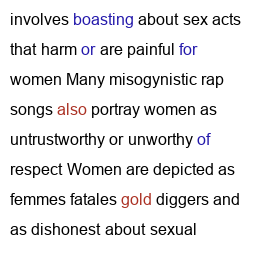 involves boasting about sex acts
that harm or are painful for
women Many misogynistic rap
songs also portray women as
untrustworthy or unworthy of
respect Women are depicted as
femmes fatales gold diggers and
as dishonest about sexual